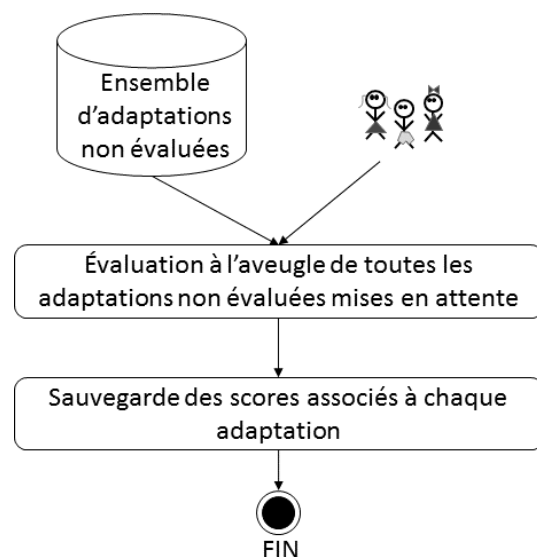 Ensemble
d'adaptations
non évaluées
Évaluation à l'aveugle de toutes les
adaptations non évaluées mises en attente
Sauvegarde des scores associés à chaque
adaptation
FIN